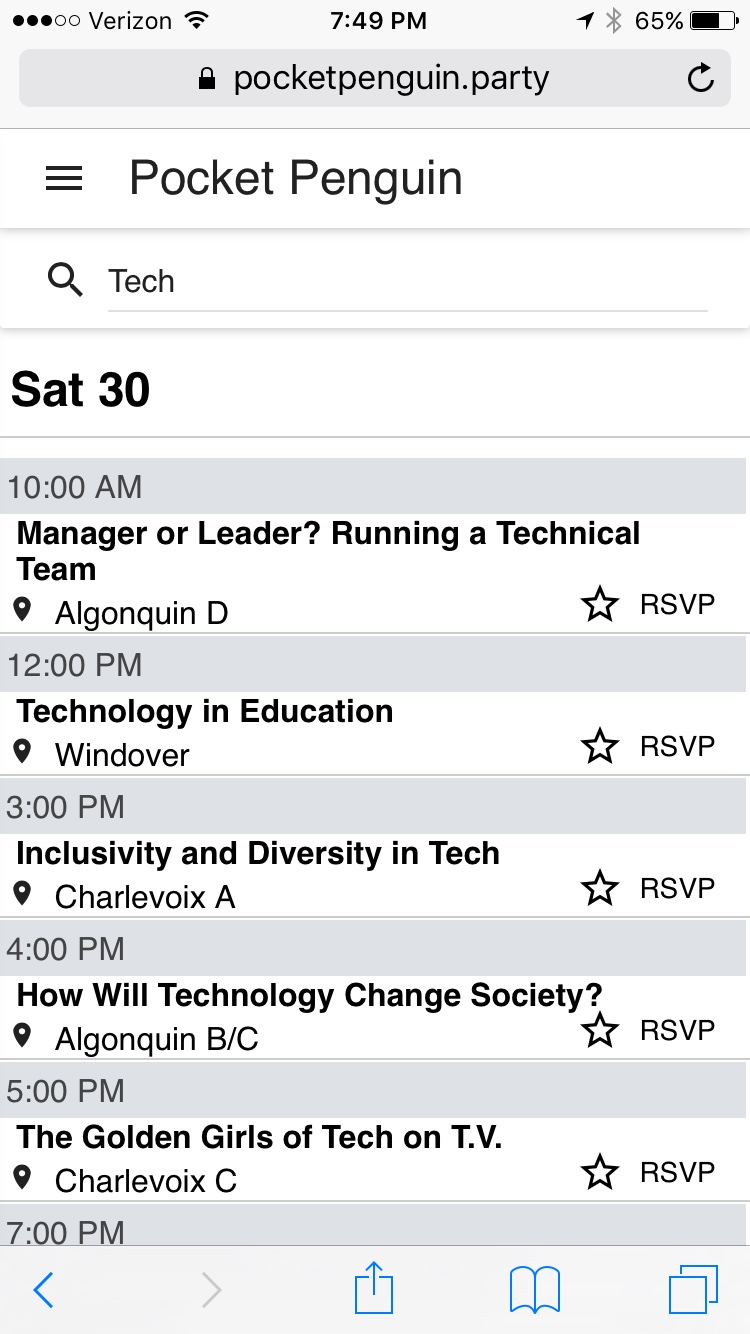 Verizon 7:49 PM 65%
pocketpenguin.party
Pocket Penguin
Tech
Sat 30
10:00 AM
Manager or Leader? Running a Technical
Team
Algonquin D RSVP
12:00 PM
Technology in Education
Windover RSVP
3:00 PM
Inclusivity and Diversity in Tech
Charlevoix A RSVP
4:00 PM
How Will Technology Change Society?
Algonquin B/C RSVP
5:00 PM
The Golden Girls of Tech on T.V.
Charlevoix C RSVP
7:00 PM